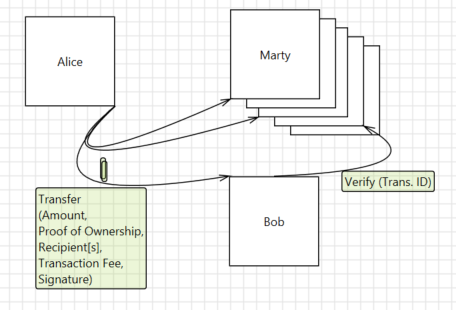 Alice
Marty
Transfer
(Amount,
Proof of Ownership,
Recipient[s],
Transaction Fee,
Signature)
Verify (Trans. ID)
Bob